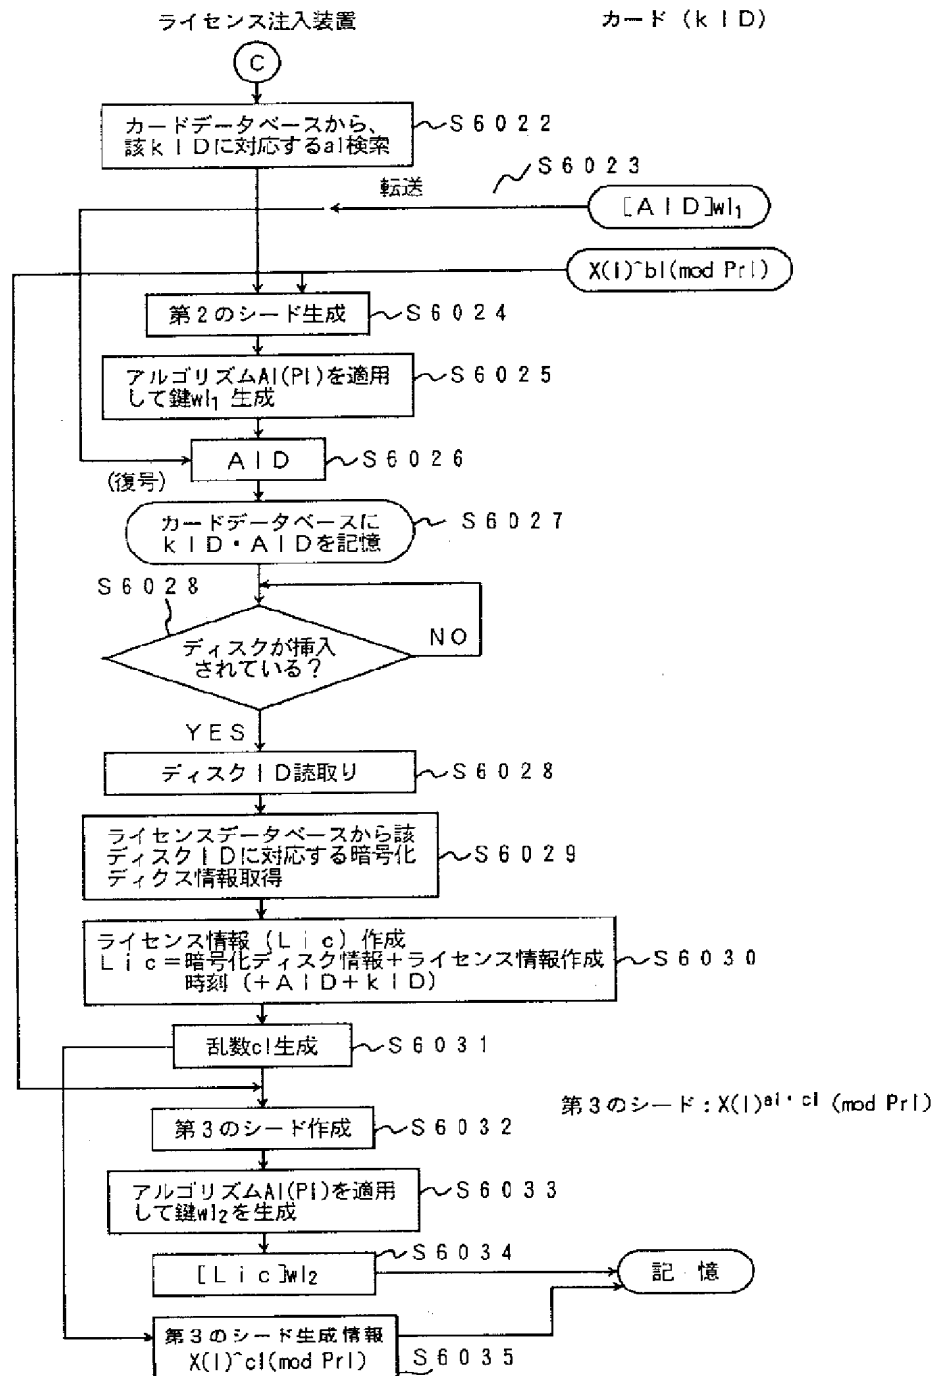 ライセンス注入装置
カード (kID)
C
カードデータベースから、
該kIDに対応するal検索
S6022
S6023
転送
[AID]wl₁
X(i)^bl(mod Prl)
第2のシード生成
S6024
アルゴリズムAl(Pl)を適用
して鍵wl₁ 生成
S6025
AID
S6026
(復号)
カードデータベースに
kID・AIDを記憶
S6027
S6028
ディスクが挿入
されている?
NO
YES
ディスクID読取り
S6028
ライセンスデータベースから該
ディスクIDに対応する暗号化
ディクス情報取得
S6029
ライセンス情報 (Lic) 作成
Lic=暗号化ディスク情報+ライセンス情報作成
時刻 (+AID+kID)
S6030
乱数cl生成
S6031
第3のシード:X(l)^al・cl (mod Prl)
第3のシード作成
S6032
アルゴリズムAl(Pl)を適用
して鍵wl₂を生成
S6033
[Lic]wl₂
S6034
記 憶
第3のシード生成情報
X(l)^cl(mod Prl)
S6035